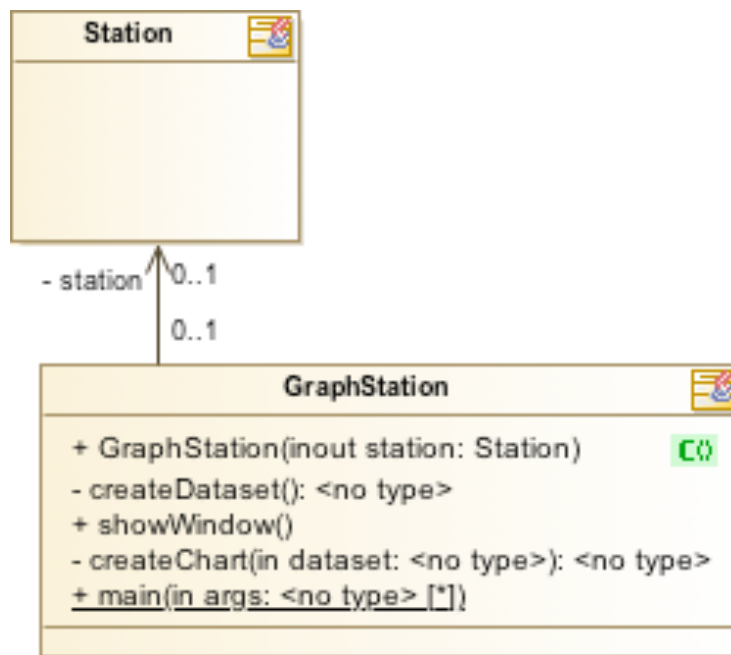 Station
- station
0..1
0..1
GraphStation
+ GraphStation(inout station: Station)
C()
- createDataset(): <no type>
+ showWindow()
- createChart(in dataset: <no type>): <no type>
+ main(in args: <no type> [*])